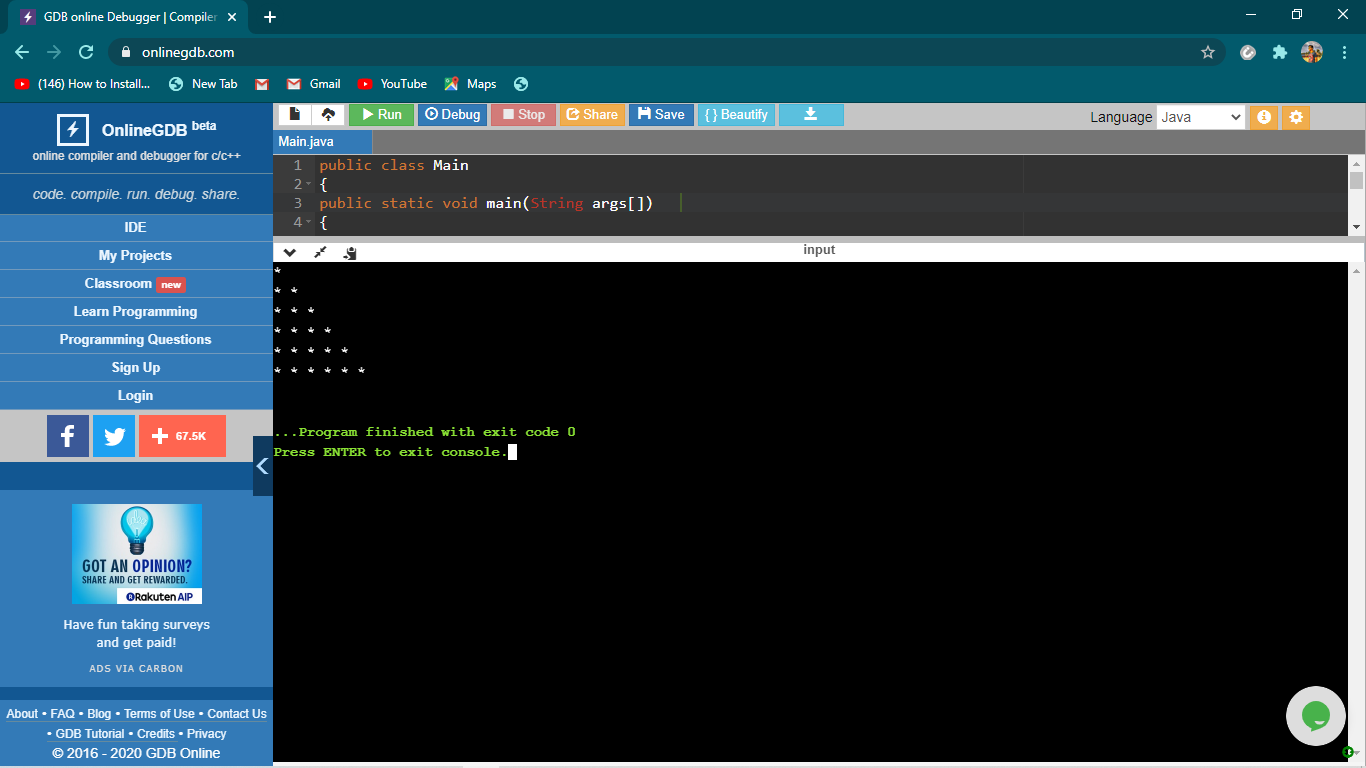 GDB online Debugger | Compiler
onlinegdb.com
(146) How to Install...
New Tab
Gmail
YouTube
Maps
OnlineGDB beta
online compiler and debugger for c/c++
code. compile. run. debug. share.
IDE
My Projects
Classroom new
Learn Programming
Programming Questions
Sign Up
Login
f
+ 67.5K
GOT AN OPINION?
SHARE AND GET REWARDED.
Rakuten AIP
Have fun taking surveys
and get paid!
ADS VIA CARBON
About • FAQ • Blog • Terms of Use • Contact Us
• GDB Tutorial • Credits • Privacy
© 2016 - 2020 GDB Online
Run Debug Stop Share Save { } Beautify
Language Java
Main.java
1 public class Main
2 {
3 public static void main(String args[])
4 {
input
*
* *
* * *
* * * *
* * * * *
* * * * * *
...Program finished with exit code 0
Press ENTER to exit console.